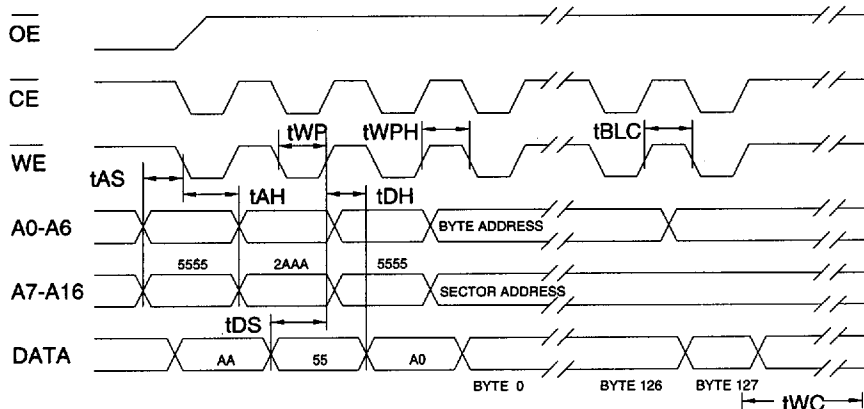 OE
CE
tWP tWPH tBLC
WE
tAS
tAH tDH
A0-A6 BYTE ADDRESS
5555 2AAA 5555
A7-A16 SECTOR ADDRESS
tDS
DATA AA 55 A0
BYTE 0 BYTE 126 BYTE 127
tWC